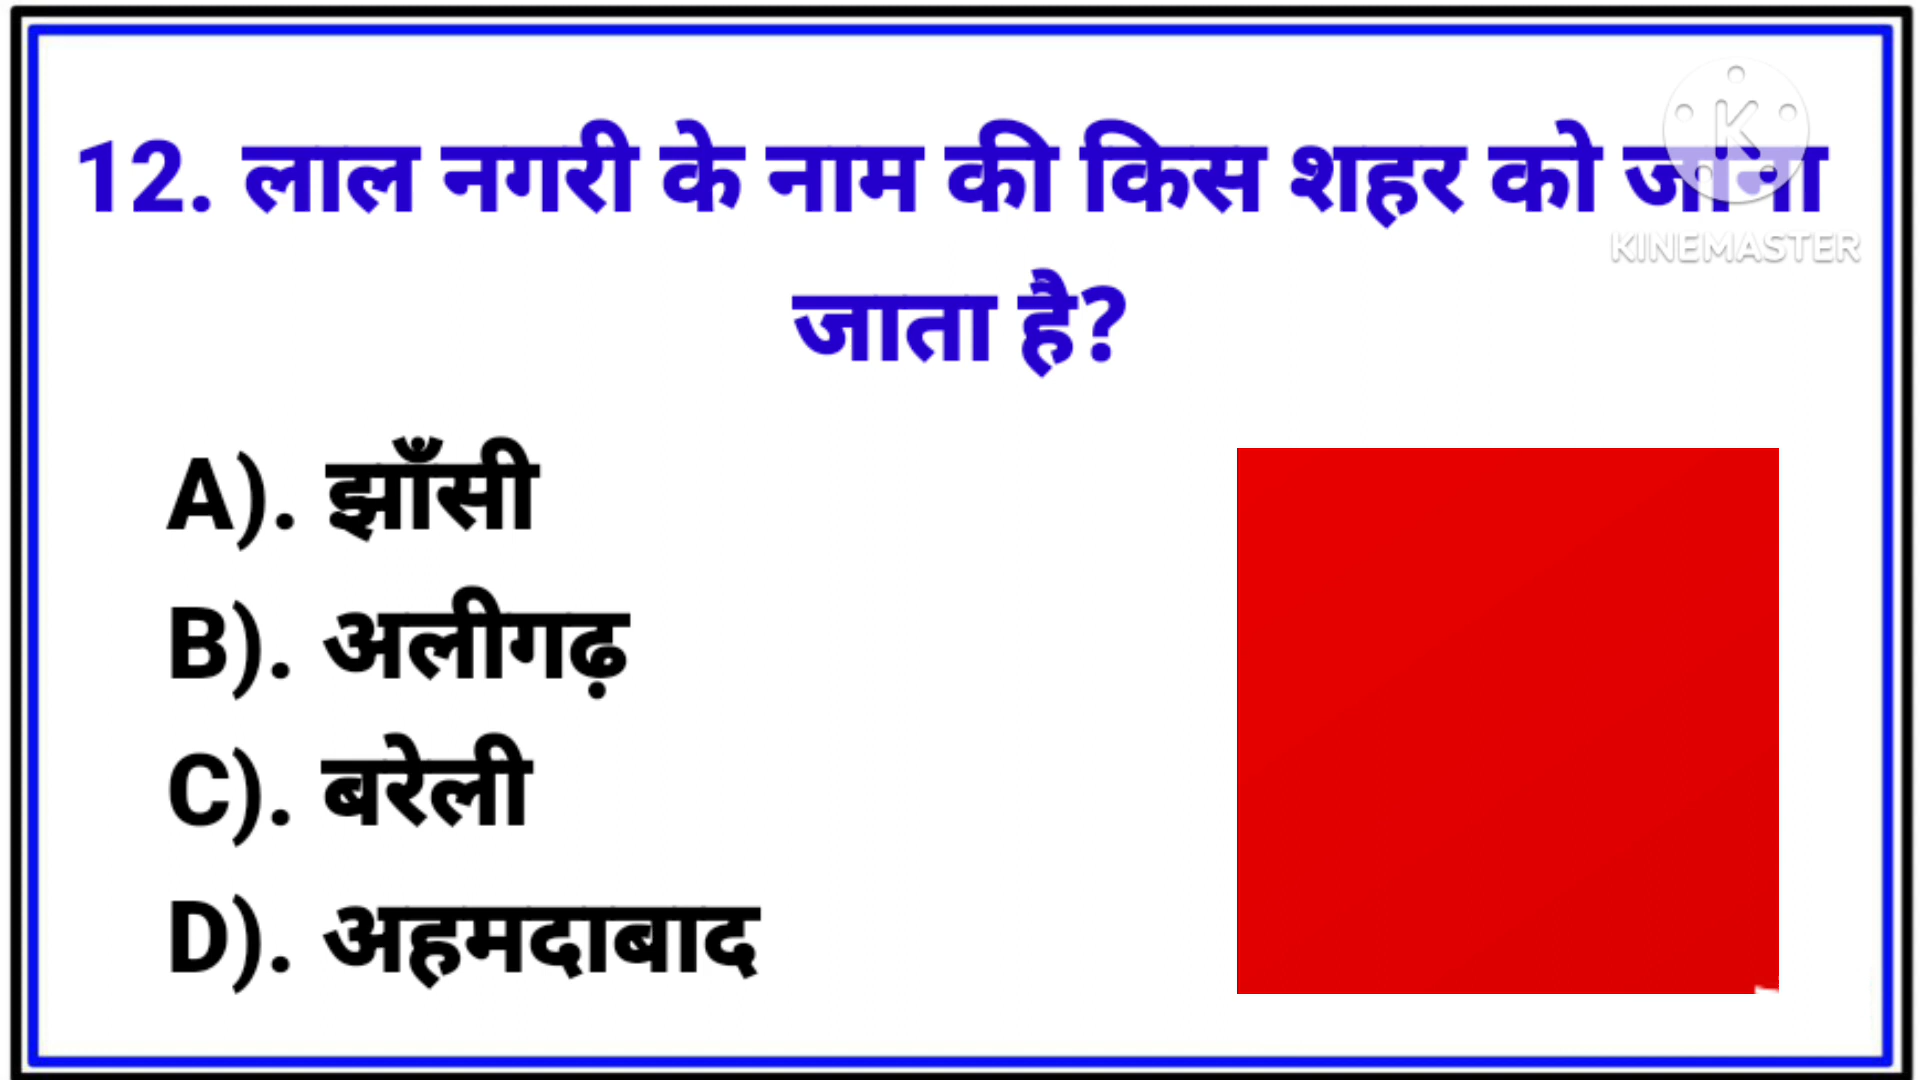 12. लाल नगरी के नाम की किस शहर को जाना
जाता है?
KINEMASTER
A). झाँसी
B). अलीगढ़
C). बरेली
D). अहमदाबाद